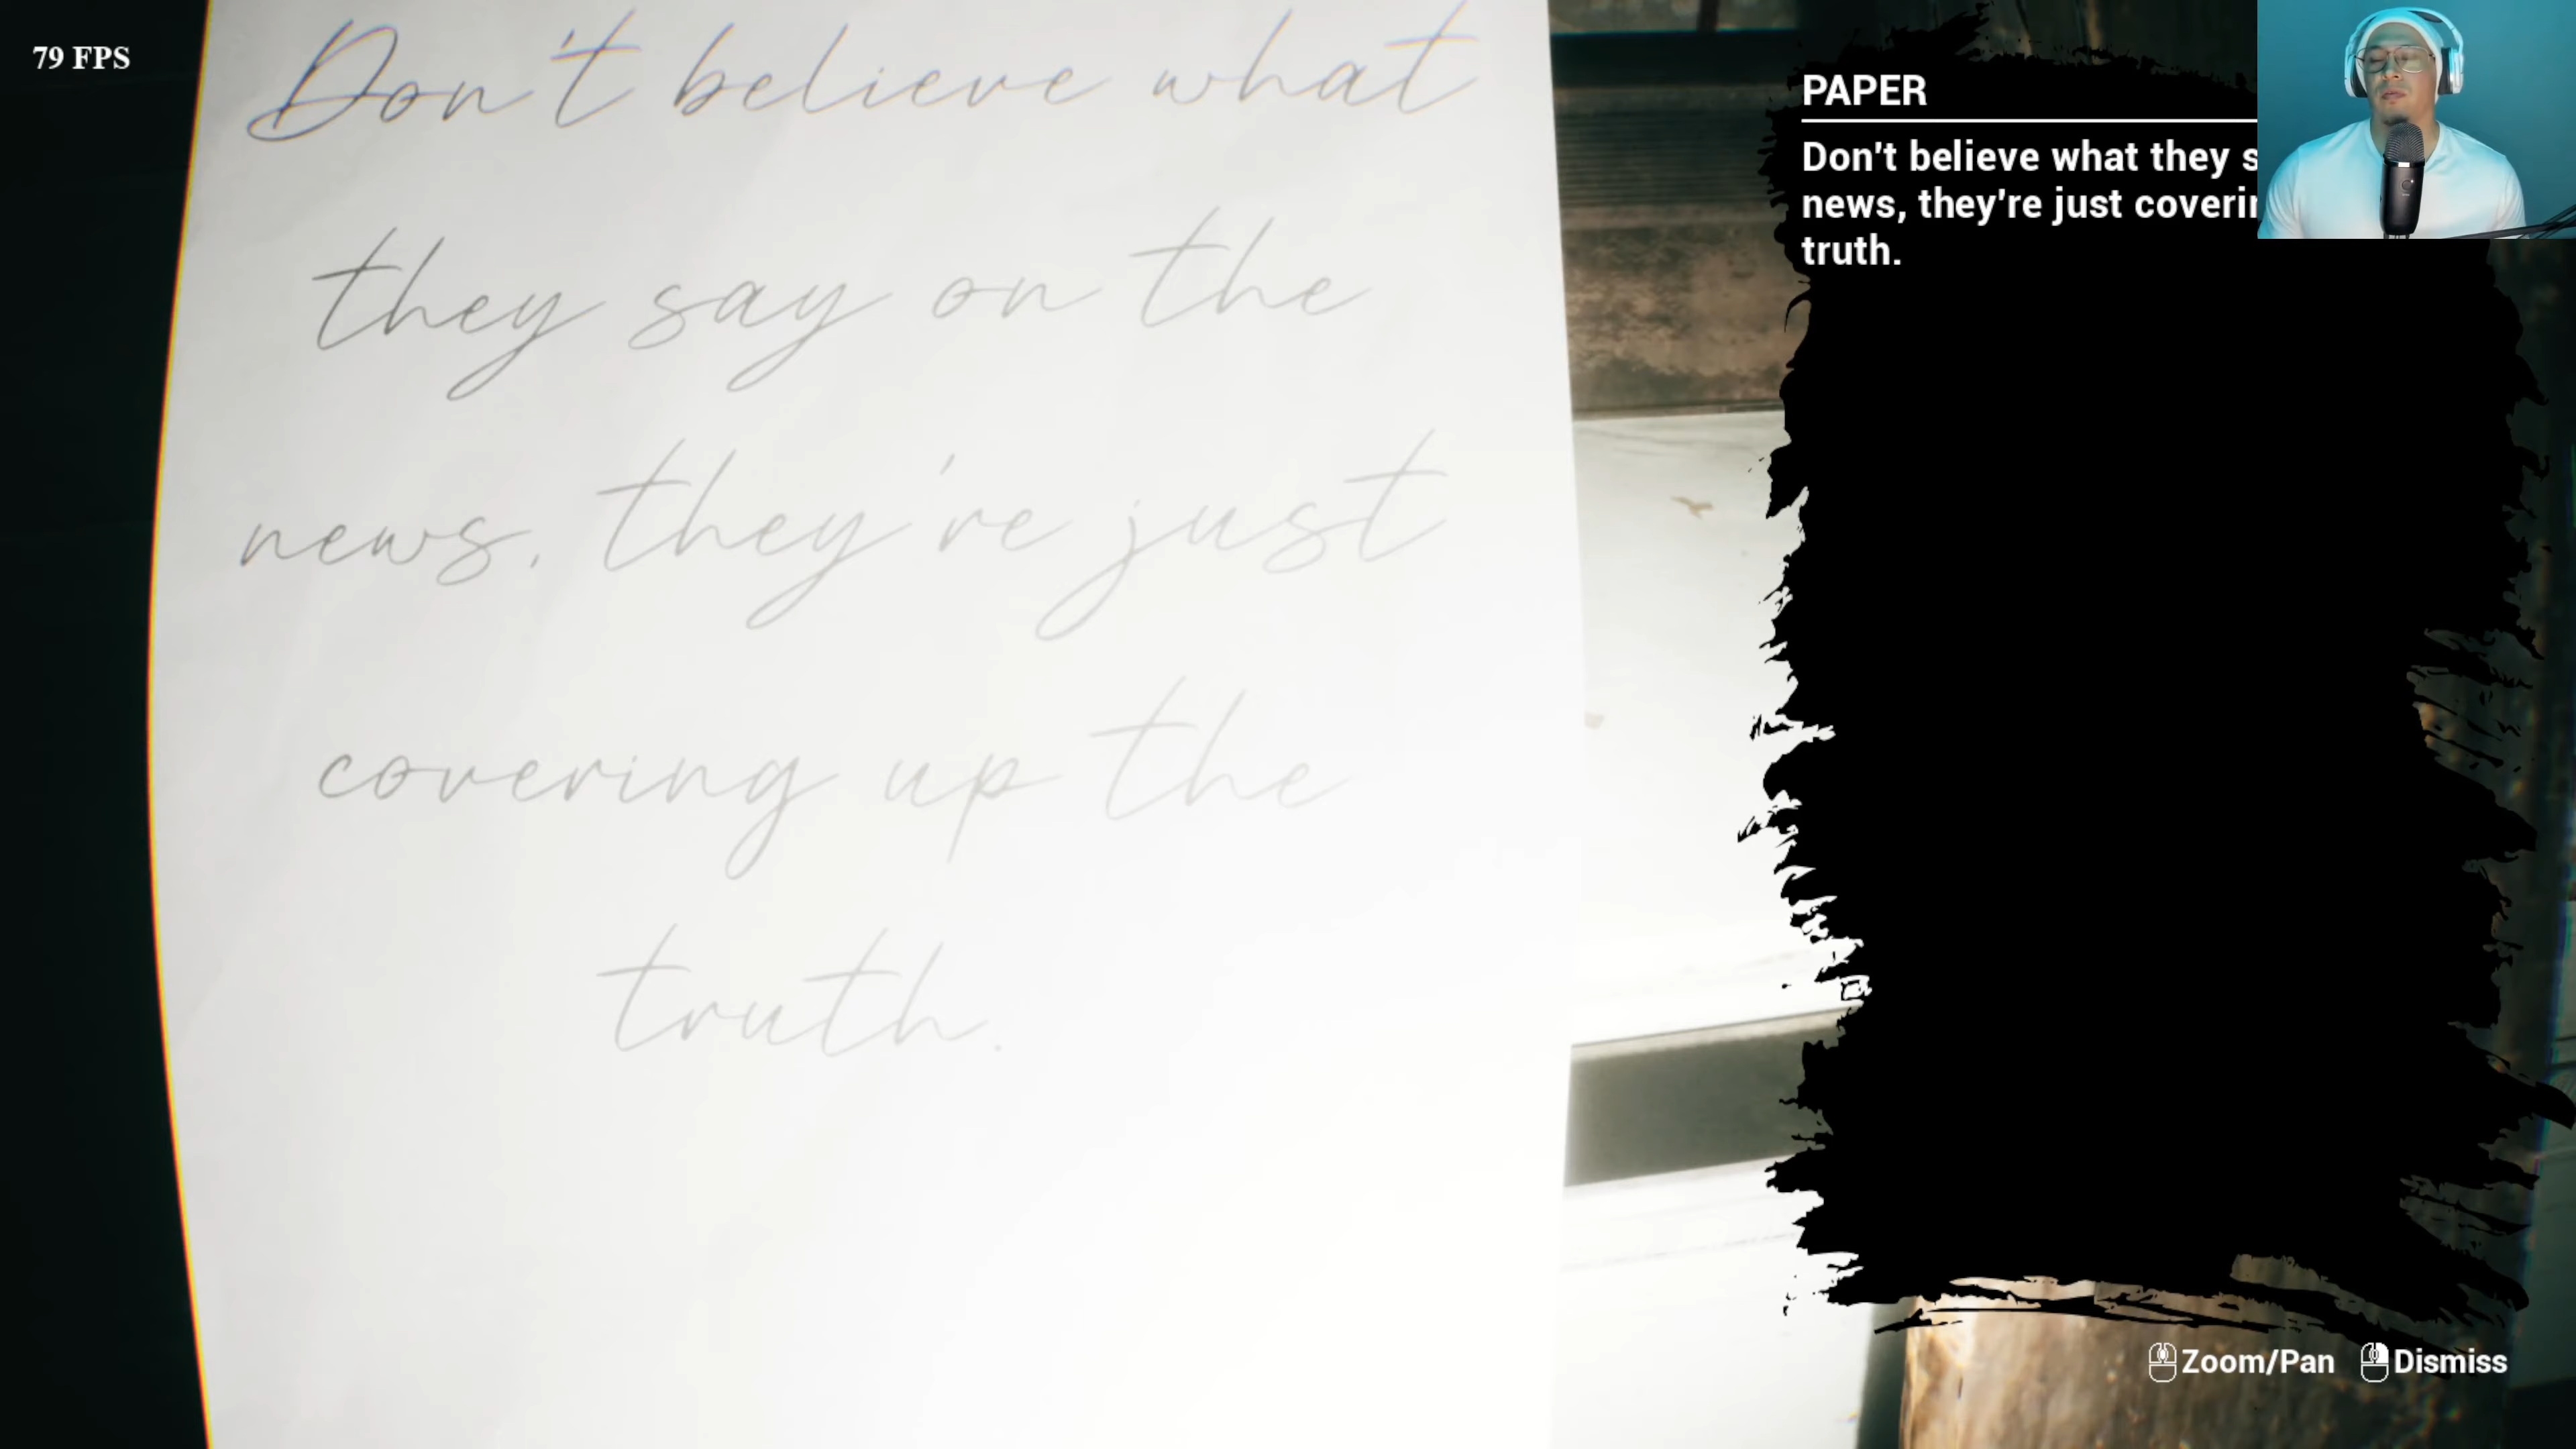 79 FPS
Don't believe what
they say on the
news, they're just
covering up the
truth.
PAPER
Don't believe what they s
news, they're just coverin
truth.
Zoom/Pan
Dismiss